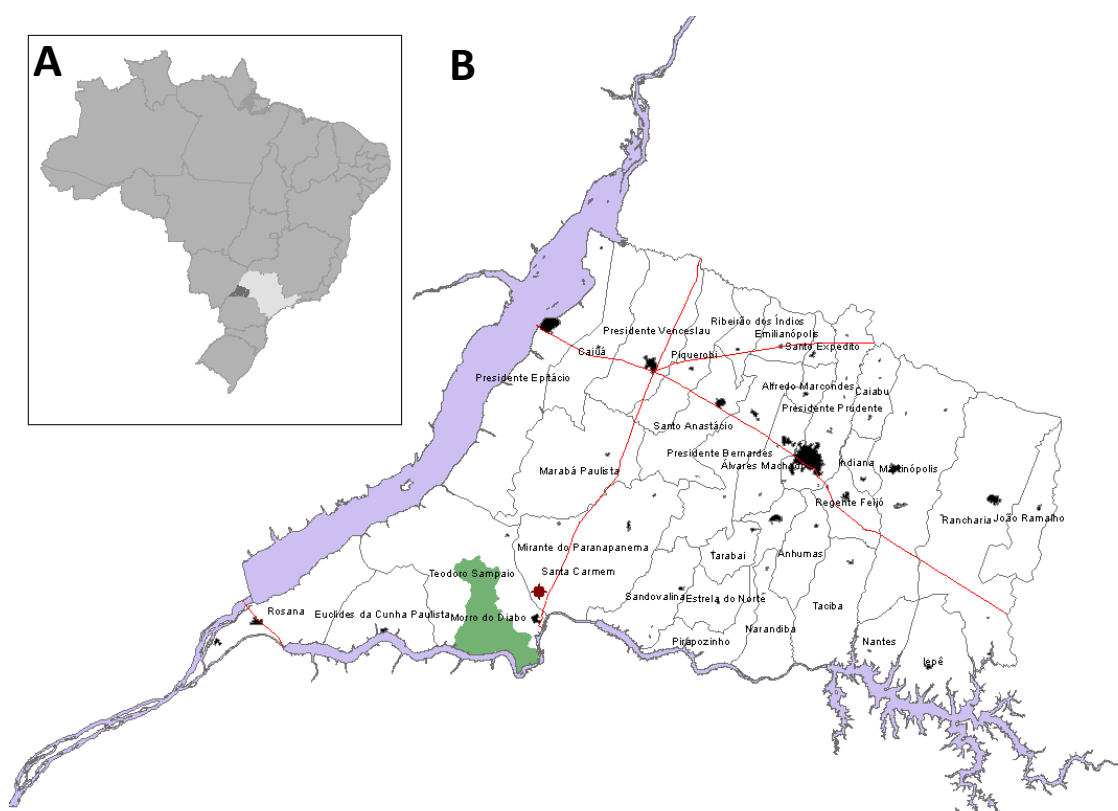 A
B
Ribeirão dos Índios
Presidente Venceslau
Emilianópolis
Santo Expedito
Caiuá
Piquerobi
Presidente Epitácio
Alfredo Marcondes
Caiabu
Presidente Prudente
Santo Anastácio
Presidente Bernardes
Álvares Machado
Indiana
Martinópolis
Marabá Paulista
Regente Feijó
Rancharia
João Ramalho
Mirante do Paranapanema
Tarabai
Anhumas
Teodoro Sampaio
Santa Carmem
Sandovalina
Estrela do Norte
Taciba
Rosana
Euclides da Cunha Paulista
Morro do Diabo
Narandiba
Pirapozinho
Nantes
Iepê